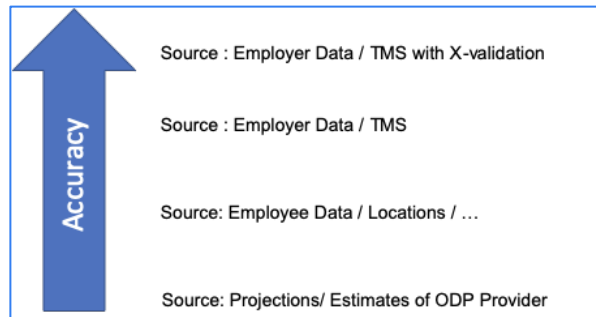 Source : Employer Data / TMS with X-validation
Source : Employer Data / TMS
Accuracy
Source: Employee Data / Locations / …
Source: Projections/ Estimates of ODP Provider